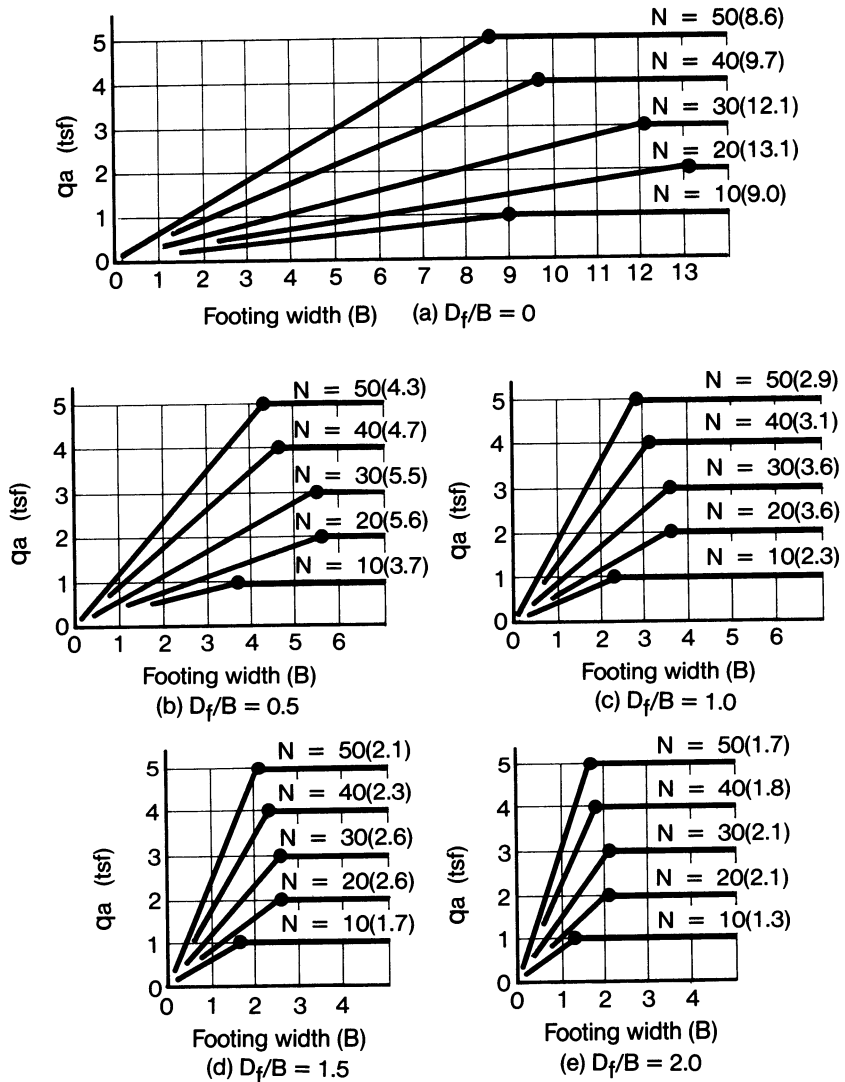 N = 50(8.6)
5
N = 40(9.7)
4
N = 30(12.1)
3
N = 20(13.1)
2
N = 10(9.0)
1
0
qa (tsf)
0 1 2 3 4 5 6 7 8 9 10 11 12 13
Footing width (B) (a) Df/B = 0
N = 50(4.3)
5
N = 40(4.7)
4
N = 30(5.5)
3
N = 20(5.6)
2
N = 10(3.7)
1
0
qa (tsf)
0 1 2 3 4 5 6
Footing width (B)
(b) Df/B = 0.5
N = 50(2.9)
5
N = 40(3.1)
4
N = 30(3.6)
3
N = 20(3.6)
2
N = 10(2.3)
1
0
qa (tsf)
0 1 2 3 4 5 6
Footing width (B)
(c) Df/B = 1.0
N = 50(2.1)
5
N = 40(2.3)
4
N = 30(2.6)
3
N = 20(2.6)
2
N = 10(1.7)
1
0
qa (tsf)
0 1 2 3 4
Footing width (B)
(d) Df/B = 1.5
N = 50(1.7)
5
N = 40(1.8)
4
N = 30(2.1)
3
N = 20(2.1)
2
N = 10(1.3)
1
0
qa (tsf)
0 1 2 3 4
Footing width (B)
(e) Df/B = 2.0